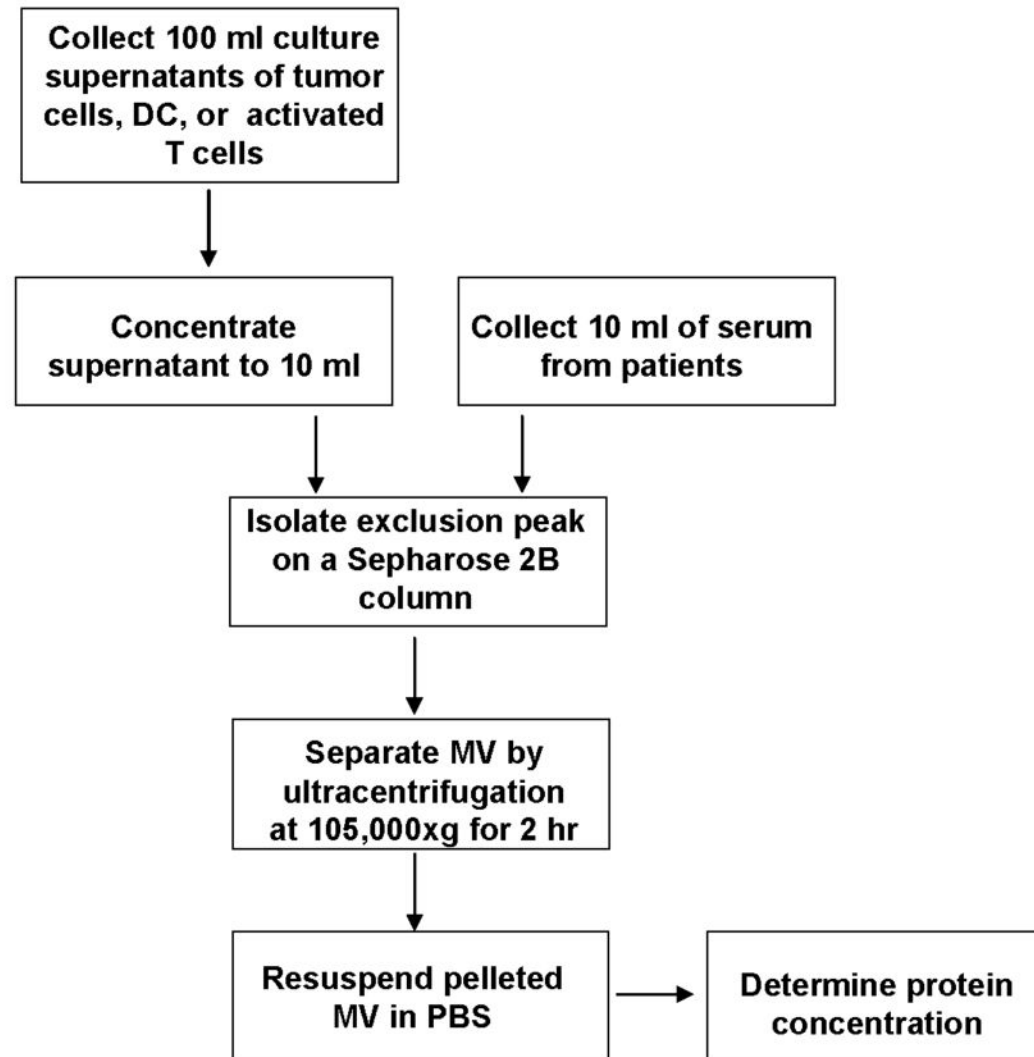 Collect 100 ml culture
supernatants of tumor
cells, DC, or activated
T cells
Concentrate
supernatant to 10 ml
Collect 10 ml of serum
from patients
Isolate exclusion peak
on a Sepharose 2B
column
Separate MV by
ultracentrifugation
at 105,000xg for 2 hr
Resuspend pelleted
MV in PBS
Determine protein
concentration